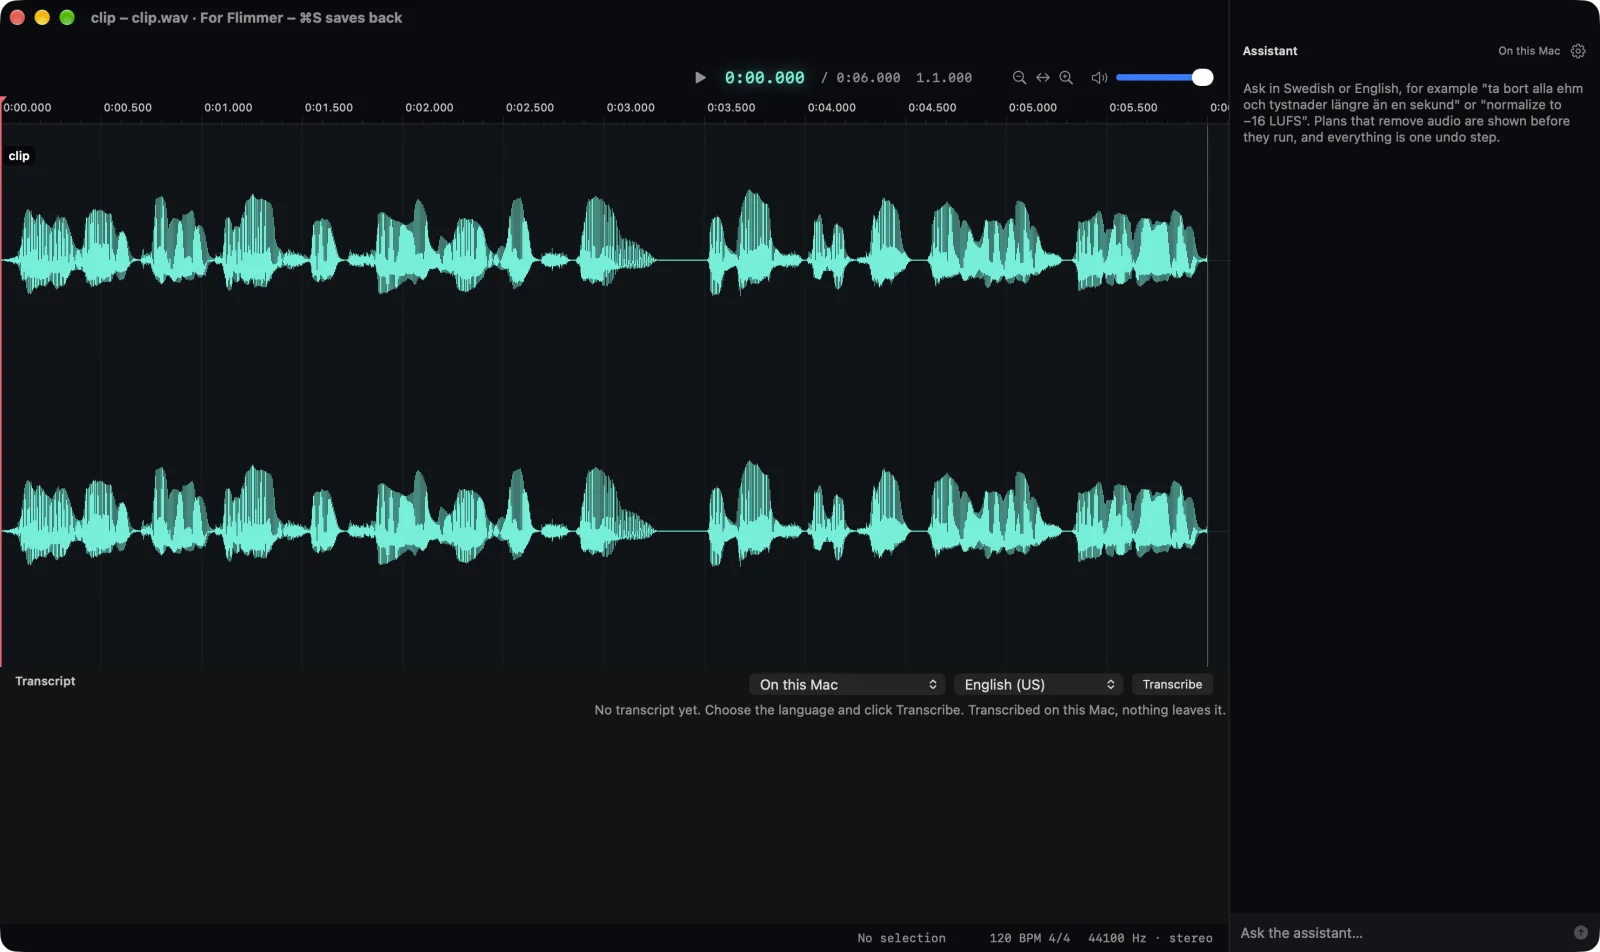 clip – clip.wav · For Flimmer – ⌘S saves back
0:00.000 / 0:06.000 1.1.000
0:00.000 0:00.500 0:01.000 0:01.500 0:02.000 0:02.500 0:03.000 0:03.500 0:04.000 0:04.500 0:05.000 0:05.500
clip
Transcript
On this Mac
English (US)
Transcribe
No transcript yet. Choose the language and click Transcribe. Transcribed on this Mac, nothing leaves it.
No selection 120 BPM 4/4 44100 Hz · stereo
Assistant
On this Mac
Ask in Swedish or English, for example "ta bort alla ehm
och tystnader längre än en sekund" or "normalize to
−16 LUFS". Plans that remove audio are shown before
they run, and everything is one undo step.
Ask the assistant...